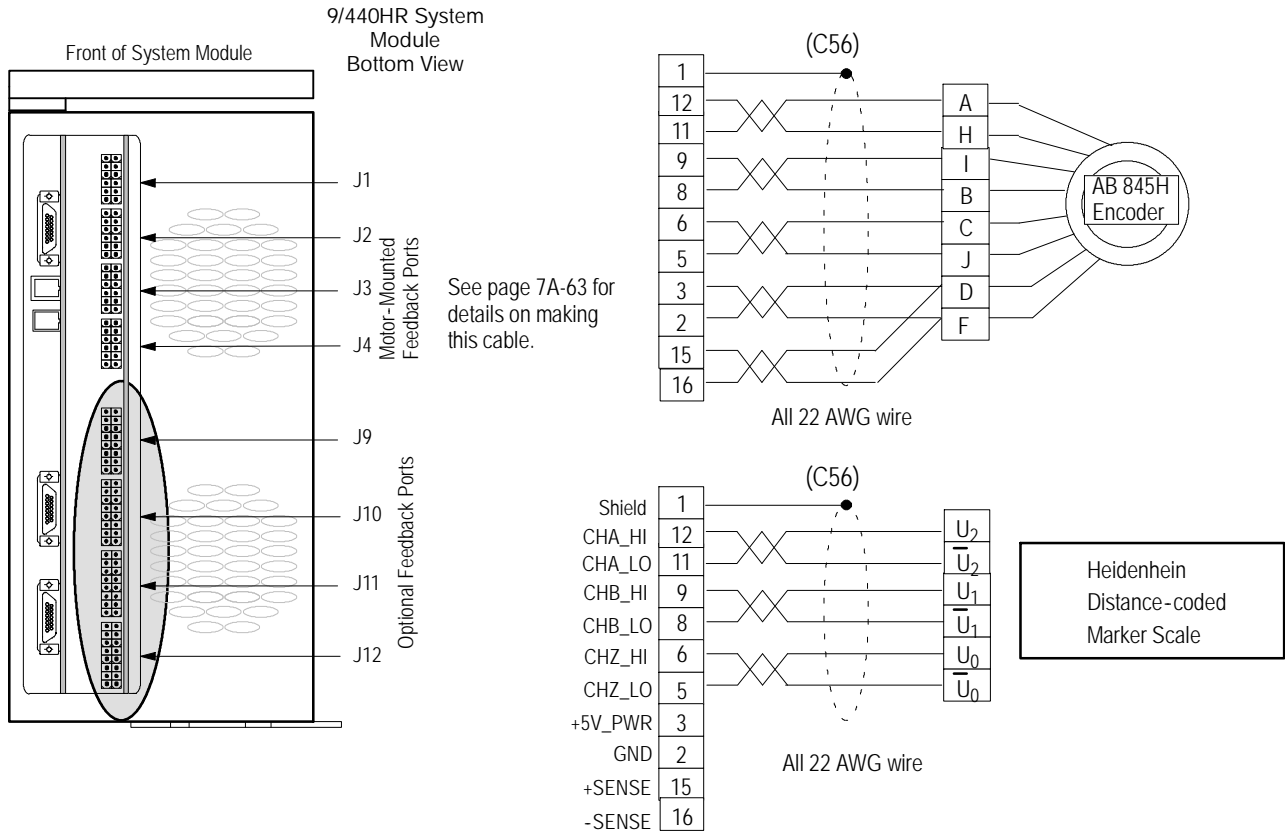 9/440HR System
Module
Bottom View
Front of System Module
J1
J2
J3
J4
Motor-Mounted
Feedback Ports
J9
J10
J11
J12
Optional Feedback Ports
See page 7A-63 for
details on making
this cable.
(C56)
1
12
11
9
8
6
5
3
2
15
16
A
H
I
B
C
J
D
F
AB 845H
Encoder
All 22 AWG wire
(C56)
Shield 1
CHA_HI 12
CHA_LO 11
CHB_HI 9
CHB_LO 8
CHZ_HI 6
CHZ_LO 5
+5V_PWR 3
GND 2
+SENSE 15
-SENSE 16
U₂
U̅₂
U₁
U̅₁
U₀
U̅₀
Heidenhein
Distance-coded
Marker Scale
All 22 AWG wire